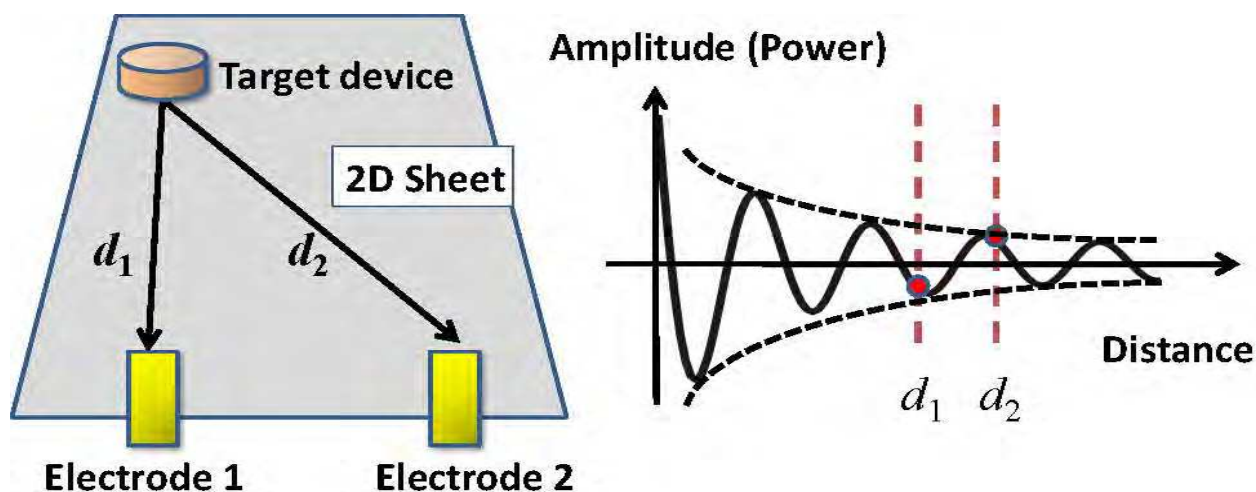 Target device
2D Sheet
d1
d2
Electrode 1
Electrode 2
Amplitude (Power)
Distance
d1
d2